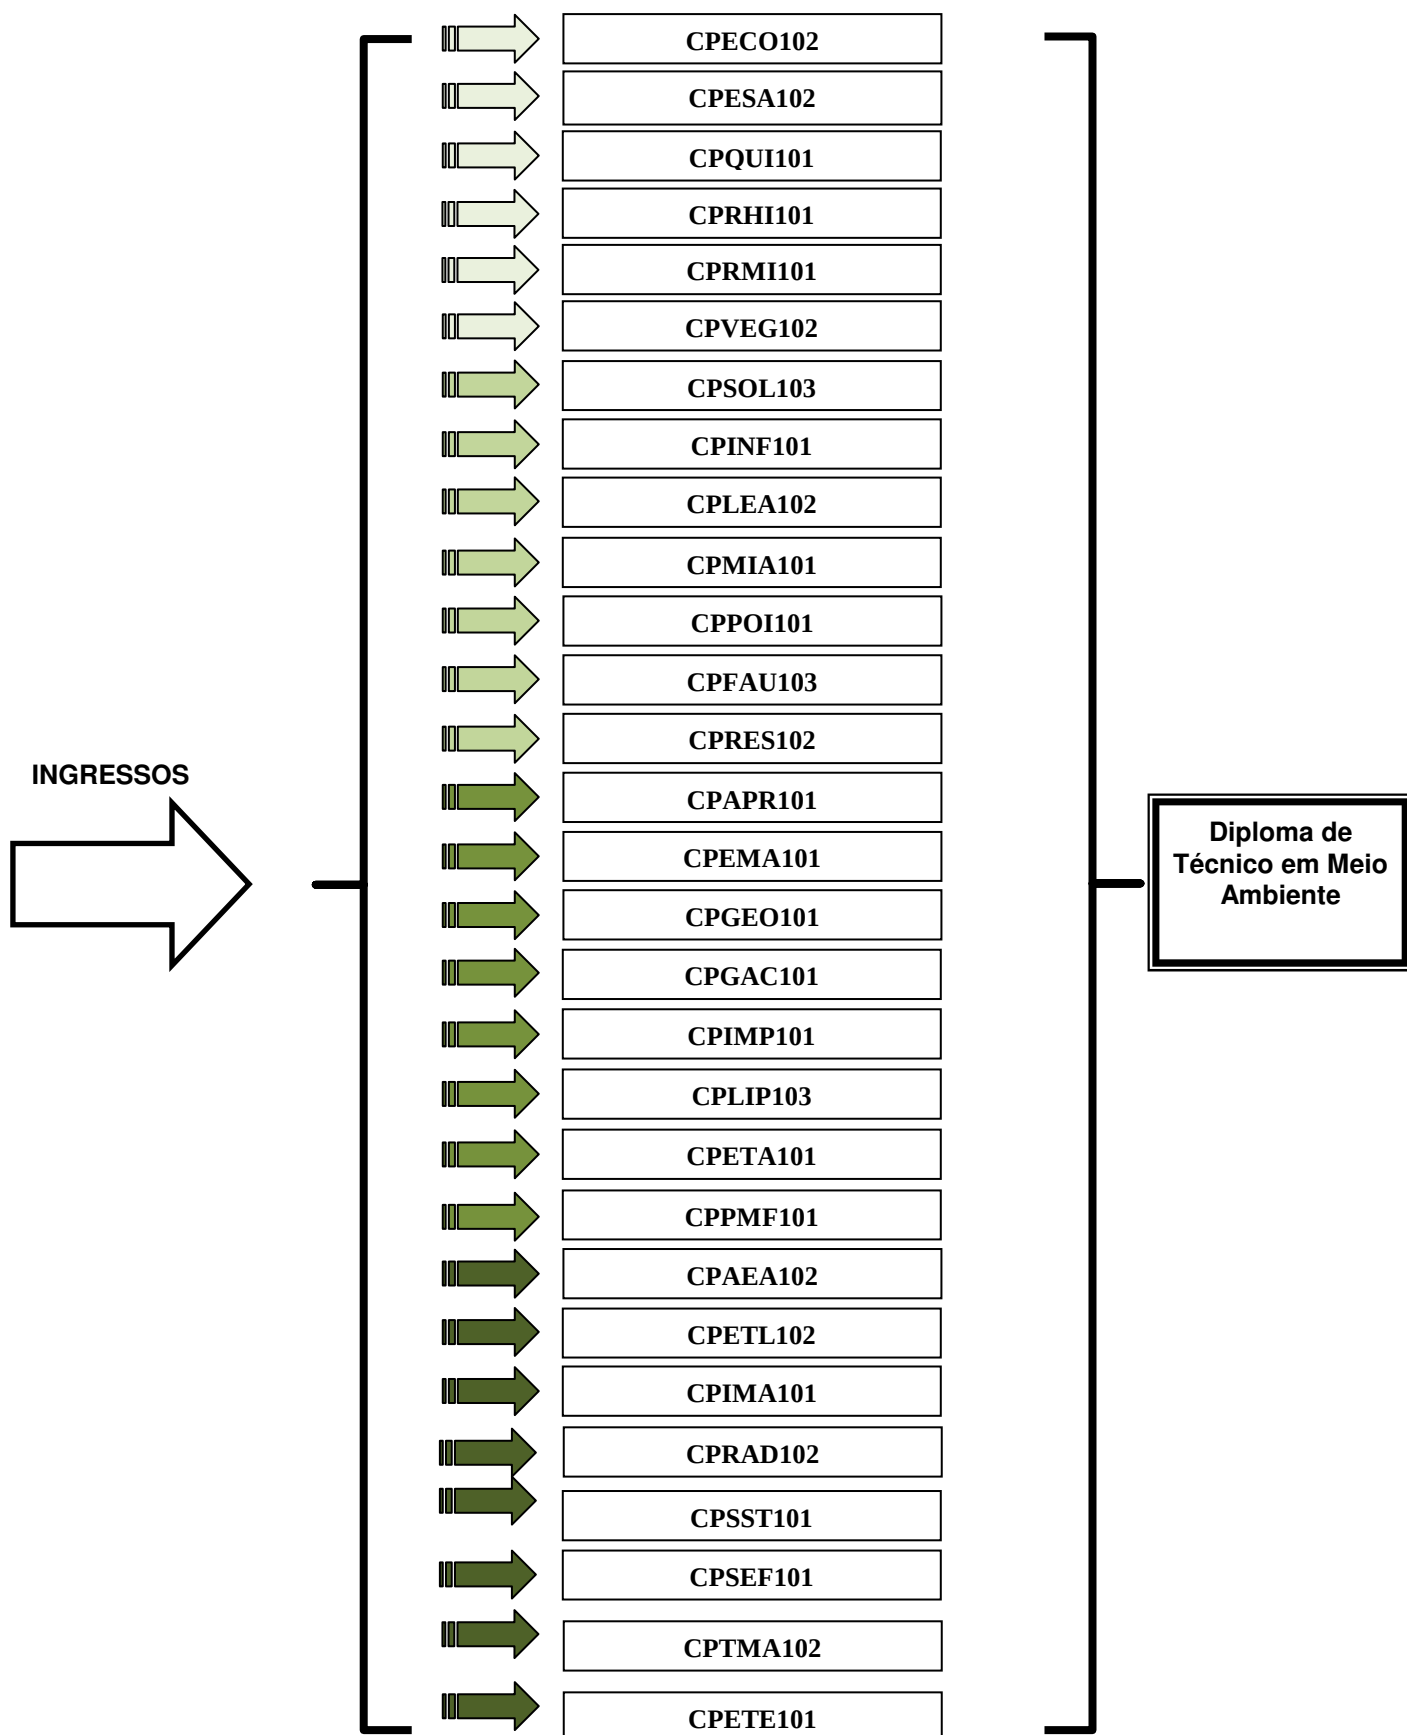 CPECO102
CPESA102
CPQUI101
CPRHI101
CPRMI101
CPVEG102
CPSOL103
CPINF101
CPLEA102
CPMIA101
CPPOI101
CPFAU103
CPRES102
INGRESSOS
CPAPR101
CPEMA101
CPGEO101
CPGAC101
CPIMP101
CPLIP103
CPETA101
CPPMF101
CPAEA102
CPETL102
CPIMA101
CPRAD102
CPSST101
CPSEF101
CPTMA102
CPETE101
Diploma de
Técnico em Meio
Ambiente